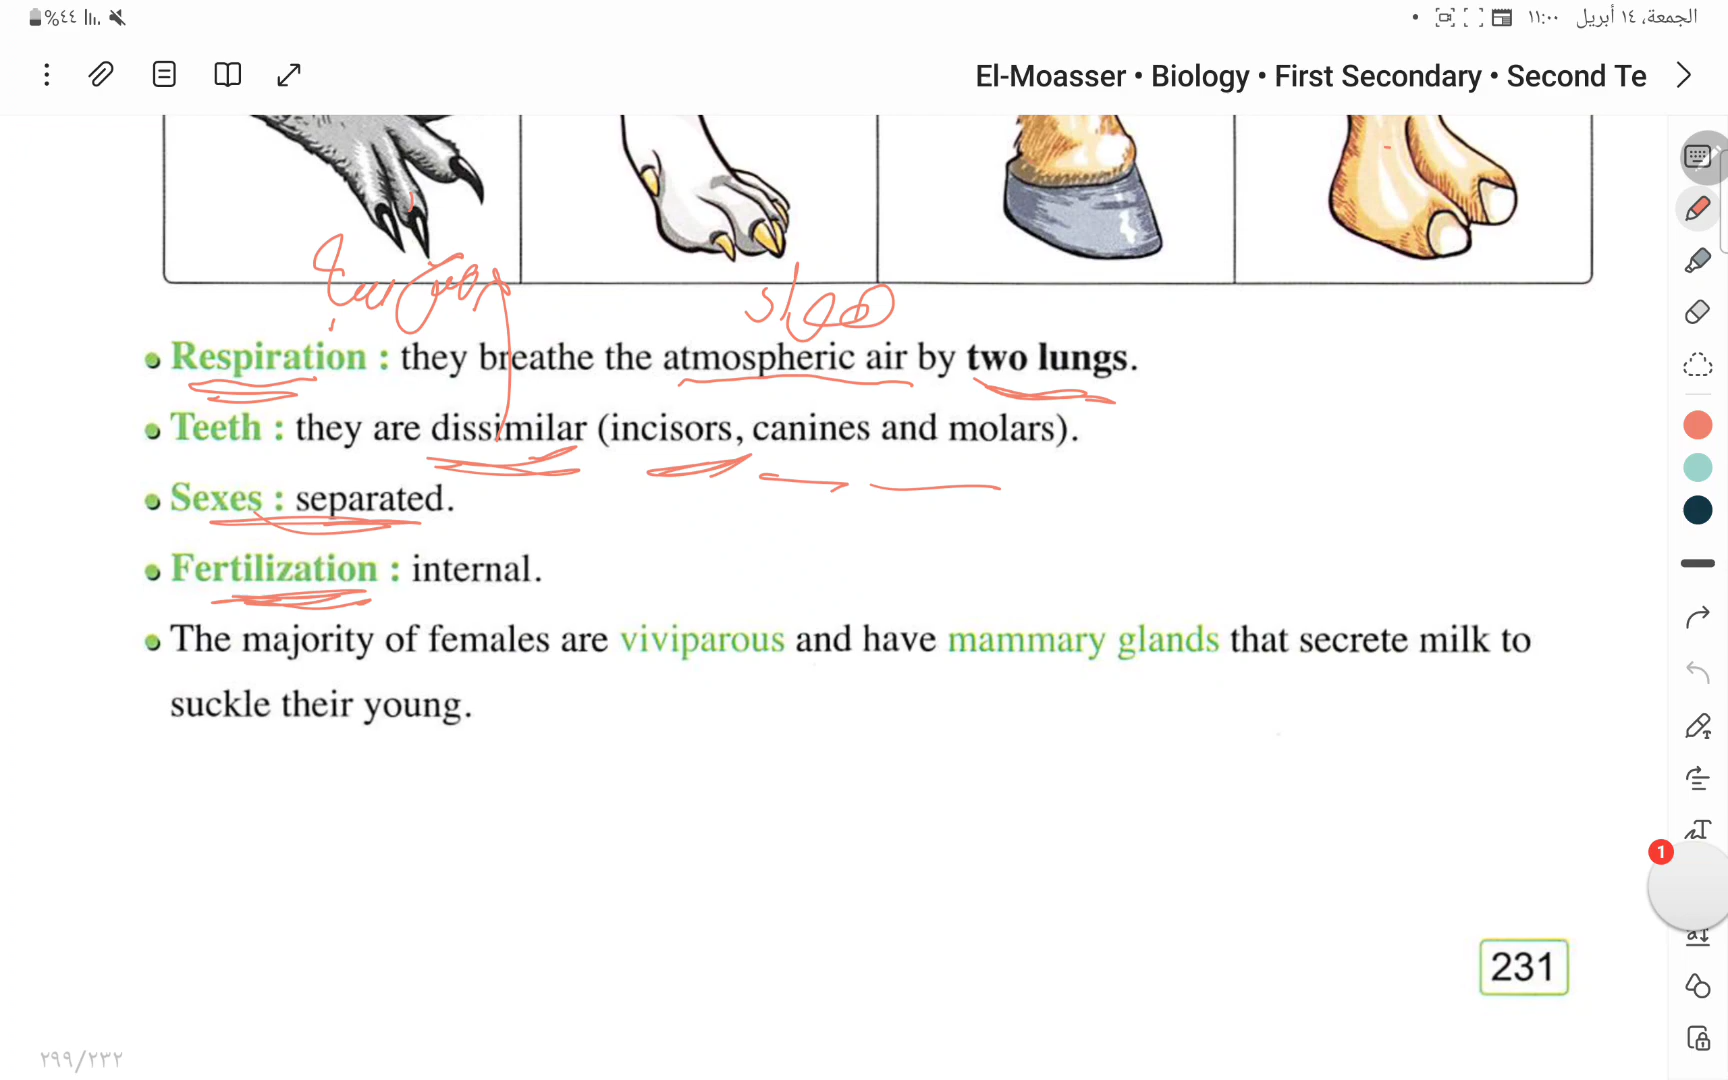 %٤٤
١١:٠٠ الجمعة، ١٤ أبريل
El-Moasser • Biology • First Secondary • Second Te
هواء
• Respiration : they breathe the atmospheric air by two lungs.
• Teeth : they are dissimilar (incisors, canines and molars).
• Sexes : separated.
• Fertilization : internal.
• The majority of females are viviparous and have mammary glands that secrete milk to
suckle their young.
1
231
٢٩٩/٢٣٢